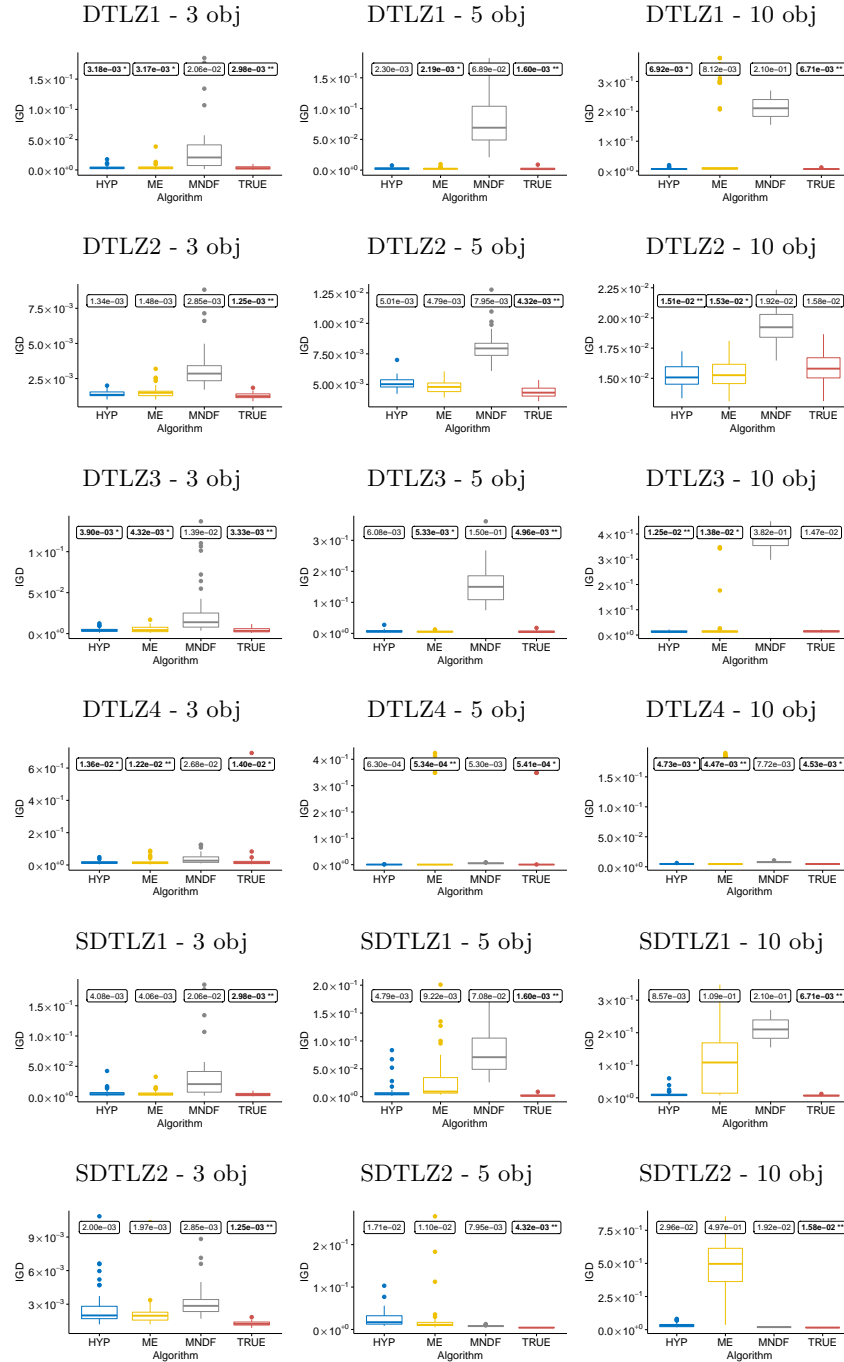 DTLZ1 - 3 obj
3.18e−03 * 3.17e−03 * 2.06e−02 2.98e−03 **
1.5×10⁻¹
1.0×10⁻¹
5.0×10⁻²
0.0×10⁺⁰
IGD
HYP ME MNDF TRUE
Algorithm
DTLZ1 - 5 obj
2.30e−03 2.19e−03 * 6.89e−02 1.60e−03 **
1.5×10⁻¹
1.0×10⁻¹
5.0×10⁻²
0.0×10⁺⁰
IGD
HYP ME MNDF TRUE
Algorithm
DTLZ1 - 10 obj
6.92e−03 * 8.12e−03 2.10e−01 6.71e−03 **
3×10⁻¹
2×10⁻¹
1×10⁻¹
0×10⁺⁰
IGD
HYP ME MNDF TRUE
Algorithm
DTLZ2 - 3 obj
1.34e−03 1.48e−03 2.85e−03 1.25e−03 **
7.5×10⁻³
5.0×10⁻³
2.5×10⁻³
IGD
HYP ME MNDF TRUE
Algorithm
DTLZ2 - 5 obj
5.01e−03 4.79e−03 7.95e−03 4.32e−03 **
1.25×10⁻²
1.00×10⁻²
7.50×10⁻³
5.00×10⁻³
IGD
HYP ME MNDF TRUE
Algorithm
DTLZ2 - 10 obj
1.51e−02 ** 1.53e−02 * 1.92e−02 1.58e−02
2.25×10⁻²
2.00×10⁻²
1.75×10⁻²
1.50×10⁻²
IGD
HYP ME MNDF TRUE
Algorithm
DTLZ3 - 3 obj
3.90e−03 * 4.32e−03 * 1.39e−02 3.33e−03 **
1×10⁻¹
5×10⁻²
0×10⁺⁰
IGD
HYP ME MNDF TRUE
Algorithm
DTLZ3 - 5 obj
6.08e−03 5.33e−03 * 1.50e−01 4.96e−03 **
3×10⁻¹
2×10⁻¹
1×10⁻¹
0×10⁺⁰
IGD
HYP ME MNDF TRUE
Algorithm
DTLZ3 - 10 obj
1.25e−02 ** 1.38e−02 * 3.82e−01 1.47e−02
4×10⁻¹
3×10⁻¹
2×10⁻¹
1×10⁻¹
0×10⁺⁰
IGD
HYP ME MNDF TRUE
Algorithm
DTLZ4 - 3 obj
1.36e−02 * 1.22e−02 ** 2.68e−02 1.40e−02 *
6×10⁻¹
4×10⁻¹
2×10⁻¹
0×10⁺⁰
IGD
HYP ME MNDF TRUE
Algorithm
DTLZ4 - 5 obj
6.30e−04 5.34e−04 ** 5.30e−03 5.41e−04 *
4×10⁻¹
3×10⁻¹
2×10⁻¹
1×10⁻¹
0×10⁺⁰
IGD
HYP ME MNDF TRUE
Algorithm
DTLZ4 - 10 obj
4.73e−03 * 4.47e−03 ** 7.72e−03 4.53e−03 *
1.5×10⁻¹
1.0×10⁻¹
5.0×10⁻²
0.0×10⁺⁰
IGD
HYP ME MNDF TRUE
Algorithm
SDTLZ1 - 3 obj
4.08e−03 4.06e−03 2.06e−02 2.98e−03 **
1.5×10⁻¹
1.0×10⁻¹
5.0×10⁻²
0.0×10⁺⁰
IGD
HYP ME MNDF TRUE
Algorithm
SDTLZ1 - 5 obj
4.79e−03 9.22e−03 7.08e−02 1.60e−03 **
2.0×10⁻¹
1.5×10⁻¹
1.0×10⁻¹
5.0×10⁻²
0.0×10⁺⁰
IGD
HYP ME MNDF TRUE
Algorithm
SDTLZ1 - 10 obj
8.57e−03 1.09e−01 2.10e−01 6.71e−03 **
3×10⁻¹
2×10⁻¹
1×10⁻¹
0×10⁺⁰
IGD
HYP ME MNDF TRUE
Algorithm
SDTLZ2 - 3 obj
2.00e−03 1.97e−03 2.85e−03 1.25e−03 **
9×10⁻³
6×10⁻³
3×10⁻³
IGD
HYP ME MNDF TRUE
Algorithm
SDTLZ2 - 5 obj
1.71e−02 1.10e−02 7.95e−03 4.32e−03 **
2×10⁻¹
1×10⁻¹
0×10⁺⁰
IGD
HYP ME MNDF TRUE
Algorithm
SDTLZ2 - 10 obj
2.96e−02 4.97e−01 1.92e−02 1.58e−02 **
7.5×10⁻¹
5.0×10⁻¹
2.5×10⁻¹
0.0×10⁺⁰
IGD
HYP ME MNDF TRUE
Algorithm